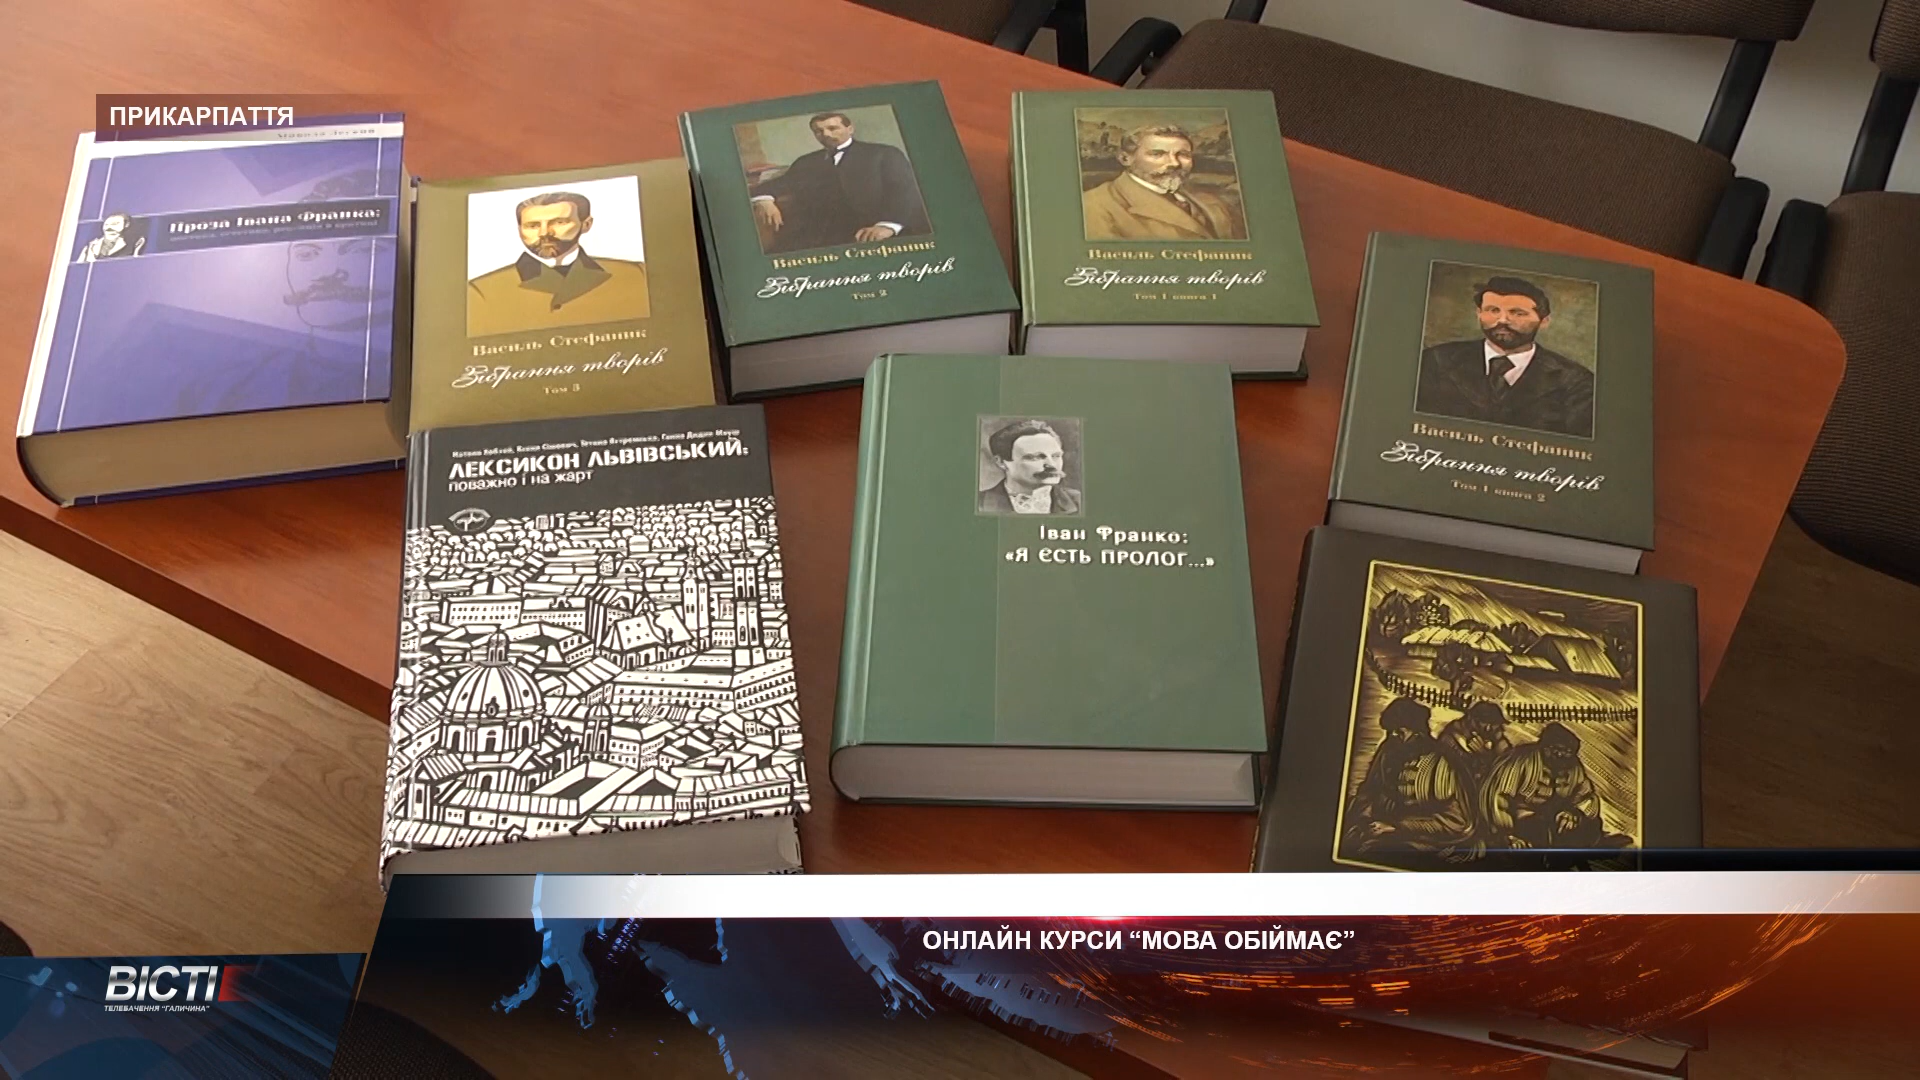 ПРИКАРПАТТЯ
Проза Івана Франка:
Василь Стефаник
Зібрання творів
Том 3
Василь Стефаник
Зібрання творів
Том 2
Василь Стефаник
Зібрання творів
Том 1 книга 1
Василь Стефаник
Зібрання творів
Том 1 книга 2
ЛЕКСИКОН ЛЬВІВСЬКИЙ:
поважно і на жарт
Іван Франко:
«Я ЄСТЬ ПРОЛОГ...»
ОНЛАЙН КУРСИ “МОВА ОБІЙМАЄ”
ВІСТІ
ТЕЛЕБАЧЕННЯ “ГАЛИЧИНА”